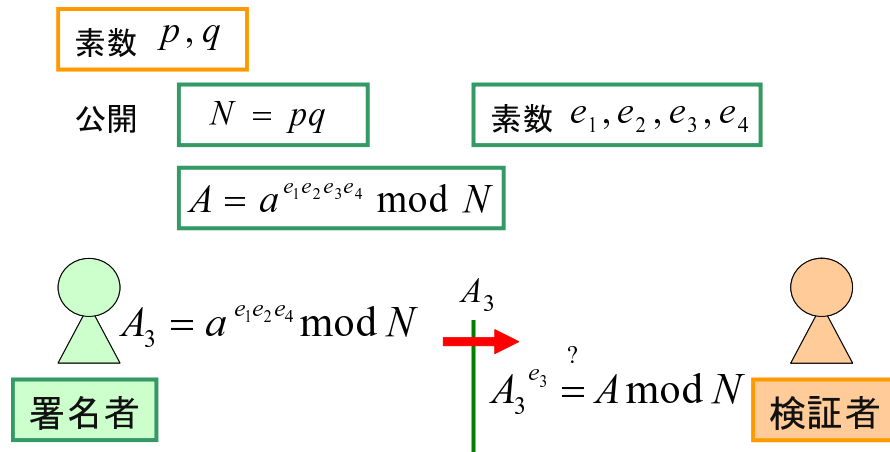 素数 p, q
公開 N = pq 素数 e₁, e₂, e₃, e₄
A = a^{e₁e₂e₃e₄} mod N
A₃
A₃ = a^{e₁e₂e₄} mod N
A₃^{e₃} ≟ A mod N
署名者 検証者